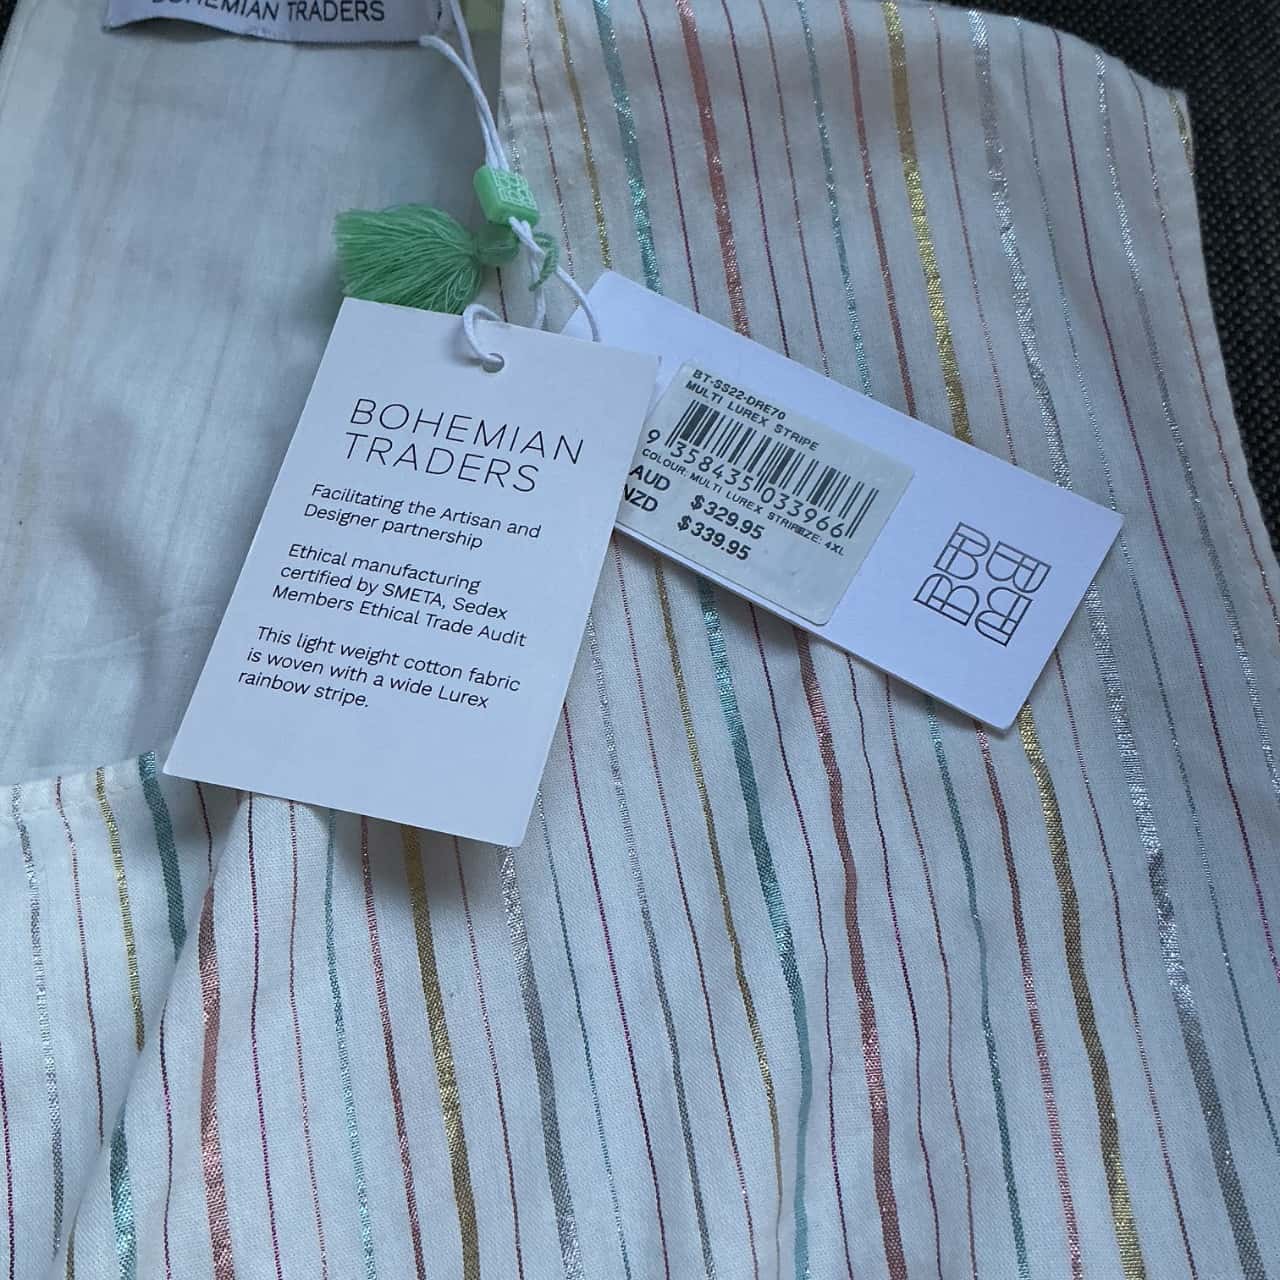 BOHEMIAN TRADERS
BOHEMIAN
TRADERS
Facilitating the Artisan and
Designer partnership
Ethical manufacturing
certified by SMETA, Sedex
Members Ethical Trade Audit
This light weight cotton fabric
is woven with a wide Lurex
rainbow stripe.
BT-SS22-DRE70
MULTI LUREX STRIPE
9 358435 033966
COLOUR: MULTI LUREX STRIPE SIZE: 4XL
AUD $329.95
NZD $339.95